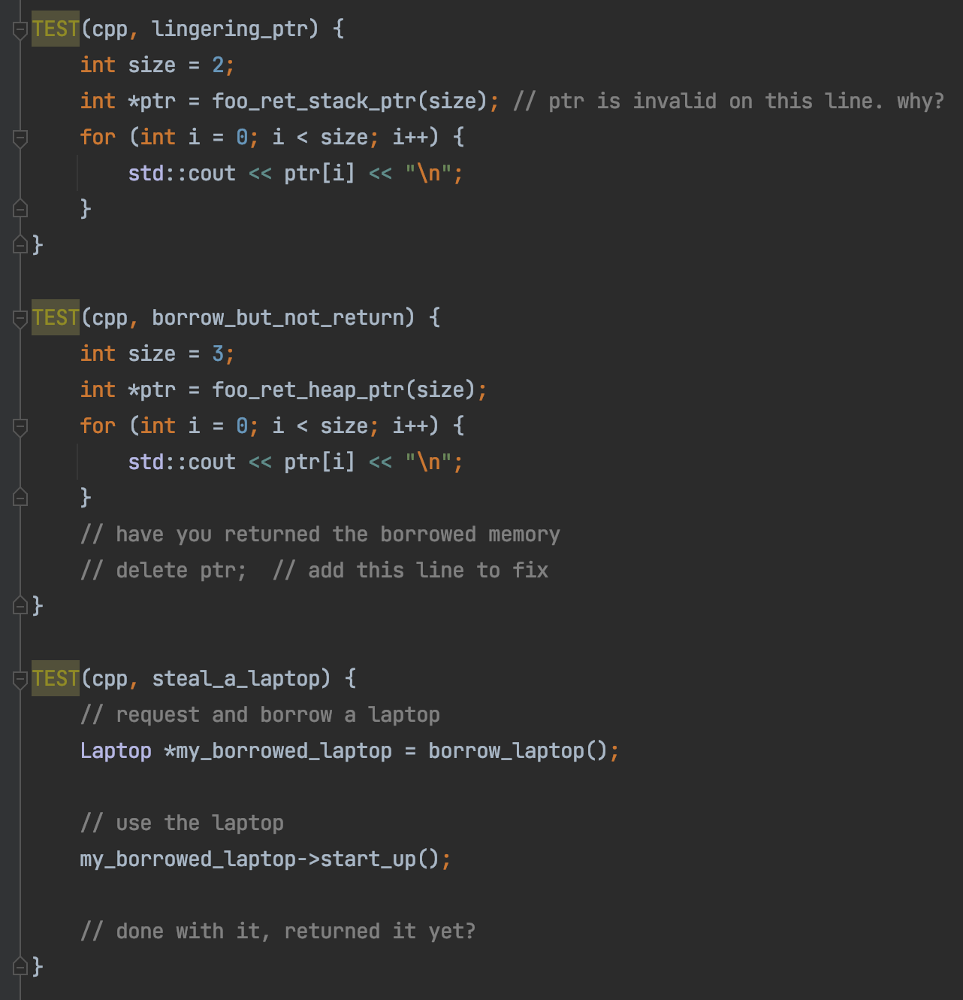 TEST(cpp, lingering_ptr) {
    int size = 2;
    int *ptr = foo_ret_stack_ptr(size); // ptr is invalid on this line. why?
    for (int i = 0; i < size; i++) {
        std::cout << ptr[i] << "\n";
    }
}

TEST(cpp, borrow_but_not_return) {
    int size = 3;
    int *ptr = foo_ret_heap_ptr(size);
    for (int i = 0; i < size; i++) {
        std::cout << ptr[i] << "\n";
    }
    // have you returned the borrowed memory
    // delete ptr;  // add this line to fix
}

TEST(cpp, steal_a_laptop) {
    // request and borrow a laptop
    Laptop *my_borrowed_laptop = borrow_laptop();

    // use the laptop
    my_borrowed_laptop->start_up();

    // done with it, returned it yet?
}